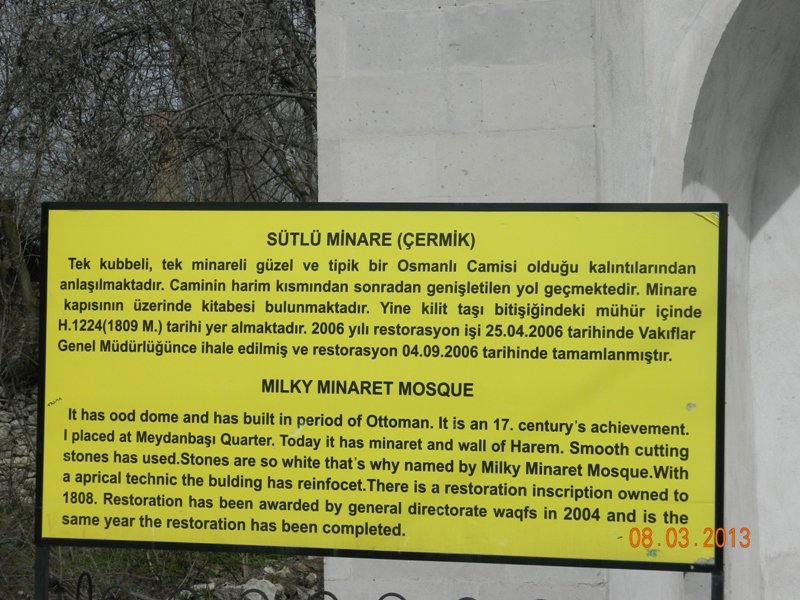 SÜTLÜ MİNARE (ÇERMİK)
Tek kubbeli, tek minareli güzel ve tipik bir Osmanlı Camisi olduğu kalıntılarından
anlaşılmaktadır. Caminin harim kısmından sonradan genişletilen yol geçmektedir. Minare
kapısının üzerinde kitabesi bulunmaktadır. Yine kilit taşı bitişiğindeki mühür içinde
H.1224(1809 M.) tarihi yer almaktadır. 2006 yılı restorasyon işi 25.04.2006 tarihinde Vakıflar
Genel Müdürlüğünce ihale edilmiş ve restorasyon 04.09.2006 tarihinde tamamlanmıştır.
MILKY MINARET MOSQUE
It has ood dome and has built in period of Ottoman. It is an 17. century's achievement.
I placed at Meydanbaşı Quarter. Today it has minaret and wall of Harem. Smooth cutting
stones has used.Stones are so white that's why named by Milky Minaret Mosque.With
a aprical technic the bulding has reinfocet.There is a restoration inscription owned to
1808. Restoration has been awarded by general directorate waqfs in 2004 and is the
same year the restoration has been completed.
08.03.2013